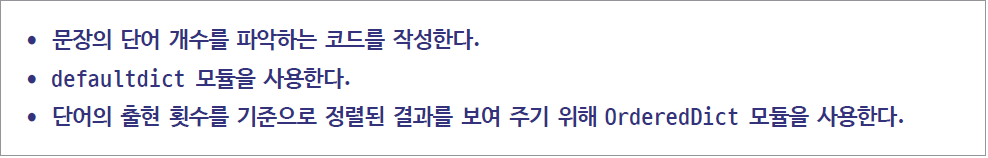 • 문장의 단어 개수를 파악하는 코드를 작성한다.
• defaultdict 모듈을 사용한다.
• 단어의 출현 횟수를 기준으로 정렬된 결과를 보여 주기 위해 OrderedDict 모듈을 사용한다.